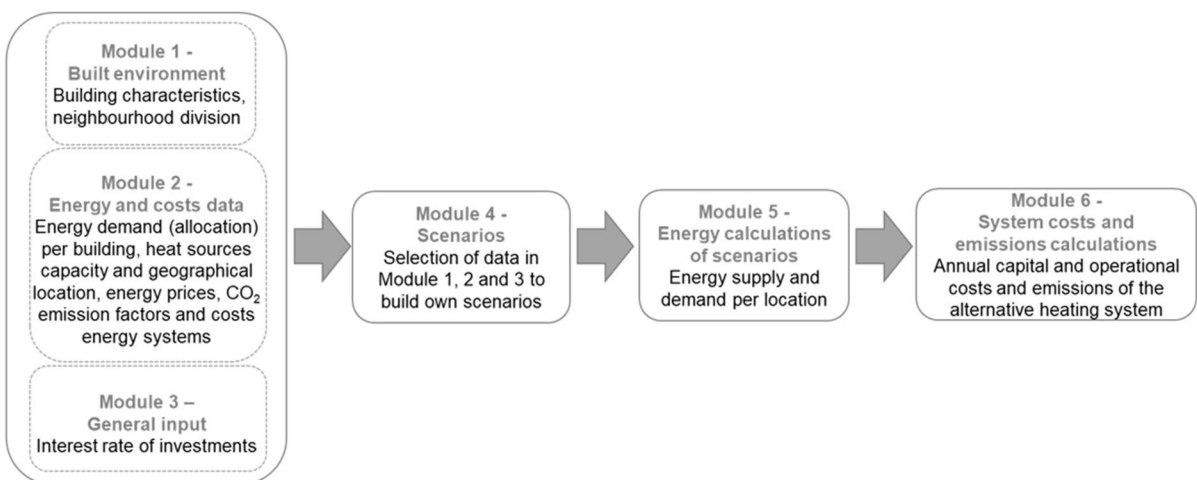 Module 1 -
Built environment
Building characteristics,
neighbourhood division
Module 2 -
Energy and costs data
Energy demand (allocation)
per building, heat sources
capacity and geographical
location, energy prices, CO₂
emission factors and costs
energy systems
Module 3 –
General input
Interest rate of investments
Module 4 -
Scenarios
Selection of data in
Module 1, 2 and 3 to
build own scenarios
Module 5 -
Energy calculations
of scenarios
Energy supply and
demand per location
Module 6 -
System costs and
emissions calculations
Annual capital and operational
costs and emissions of the
alternative heating system